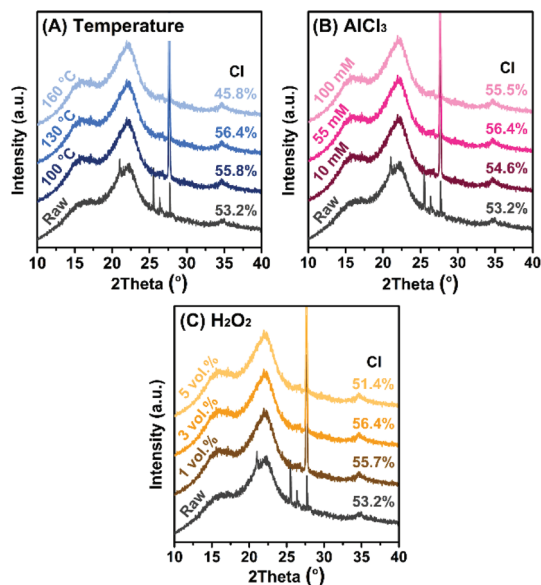 (A) Temperature
CI
160 °C
45.8%
130 °C
56.4%
100 °C
55.8%
Raw
53.2%
Intensity (a.u.)
10 15 20 25 30 35 40
2Theta (°)
(B) AlCl₃
CI
100 mM
55.5%
55 mM
56.4%
10 mM
54.6%
Raw
53.2%
Intensity (a.u.)
10 15 20 25 30 35 40
2Theta (°)
(C) H₂O₂
CI
5 vol.%
51.4%
3 vol.%
56.4%
1 vol.%
55.7%
Raw
53.2%
Intensity (a.u.)
10 15 20 25 30 35 40
2Theta (°)